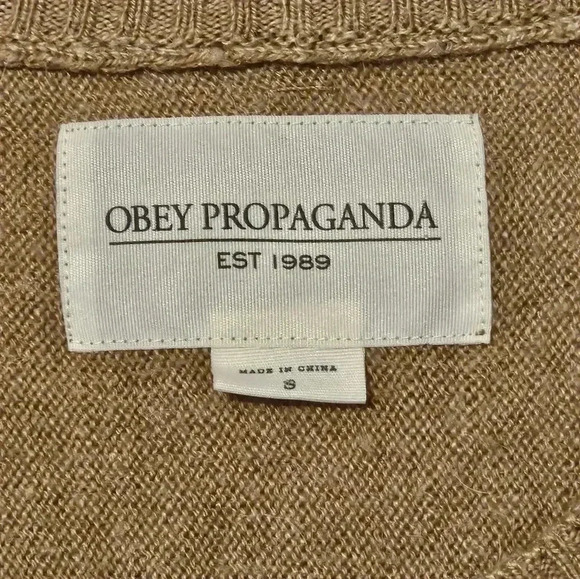 OBEY PROPAGANDA
EST 1989
MADE IN CHINA
S